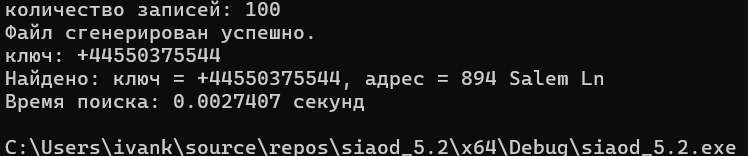 количество записей: 100
Файл сгенерирован успешно.
ключ: +44550375544
Найдено: ключ = +44550375544, адрес = 894 Salem Ln
Время поиска: 0.0027407 секунд
C:\Users\ivank\source\repos\siaod_5.2\x64\Debug\siaod_5.2.exe